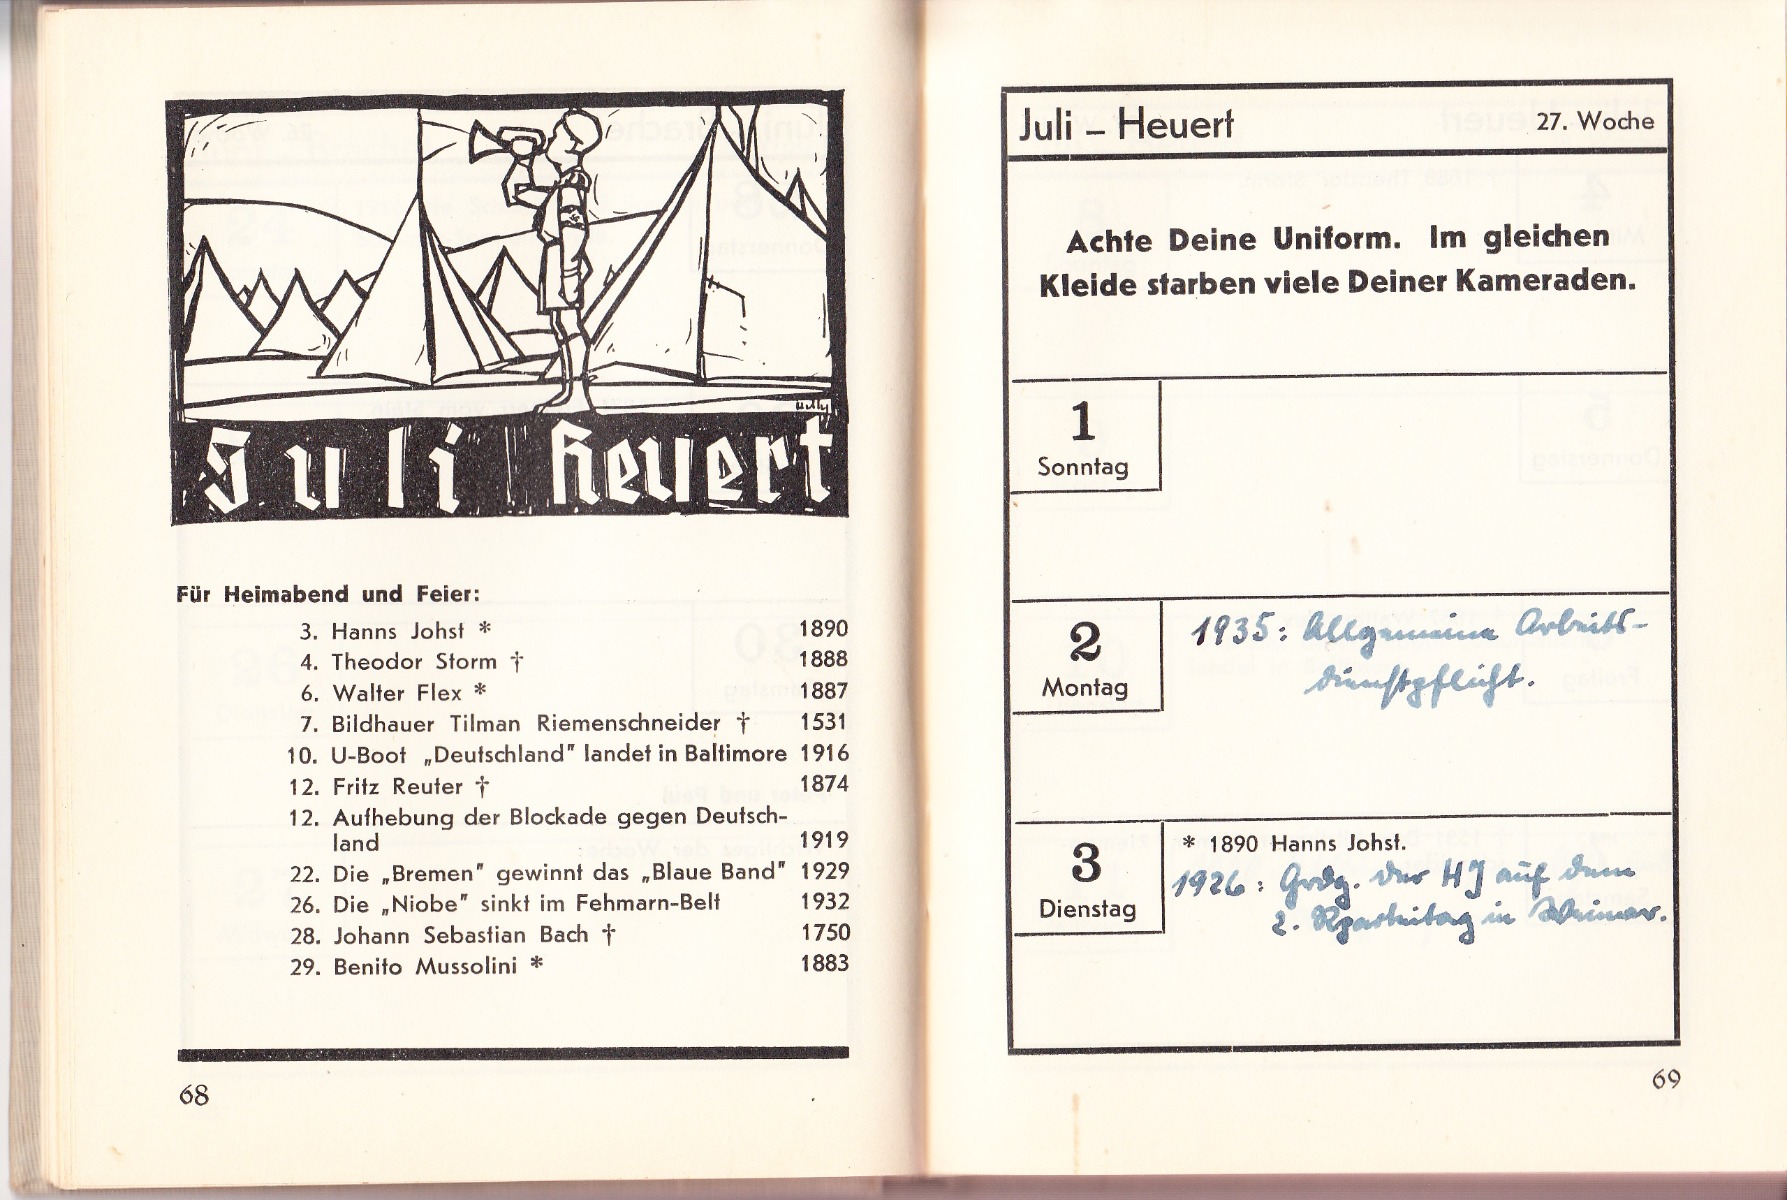 willy
Juli Heuert
Für Heimabend und Feier:
3. Hanns Johst * 1890
4. Theodor Storm † 1888
6. Walter Flex * 1887
7. Bildhauer Tilman Riemenschneider † 1531
10. U-Boot „Deutschland" landet in Baltimore 1916
12. Fritz Reuter † 1874
12. Aufhebung der Blockade gegen Deutsch-
land 1919
22. Die „Bremen" gewinnt das „Blaue Band" 1929
26. Die „Niobe" sinkt im Fehmarn-Belt 1932
28. Johann Sebastian Bach † 1750
29. Benito Mussolini * 1883
68
Juli – Heuert 27. Woche
Achte Deine Uniform. Im gleichen
Kleide starben viele Deiner Kameraden.
1
Sonntag
2
Montag
1935: Allgemeine Arbeits-
dienstpflicht.
3
Dienstag
* 1890 Hanns Johst.
1926: Grdg. der HJ auf dem
2. Rparteitag in Weimar.
69